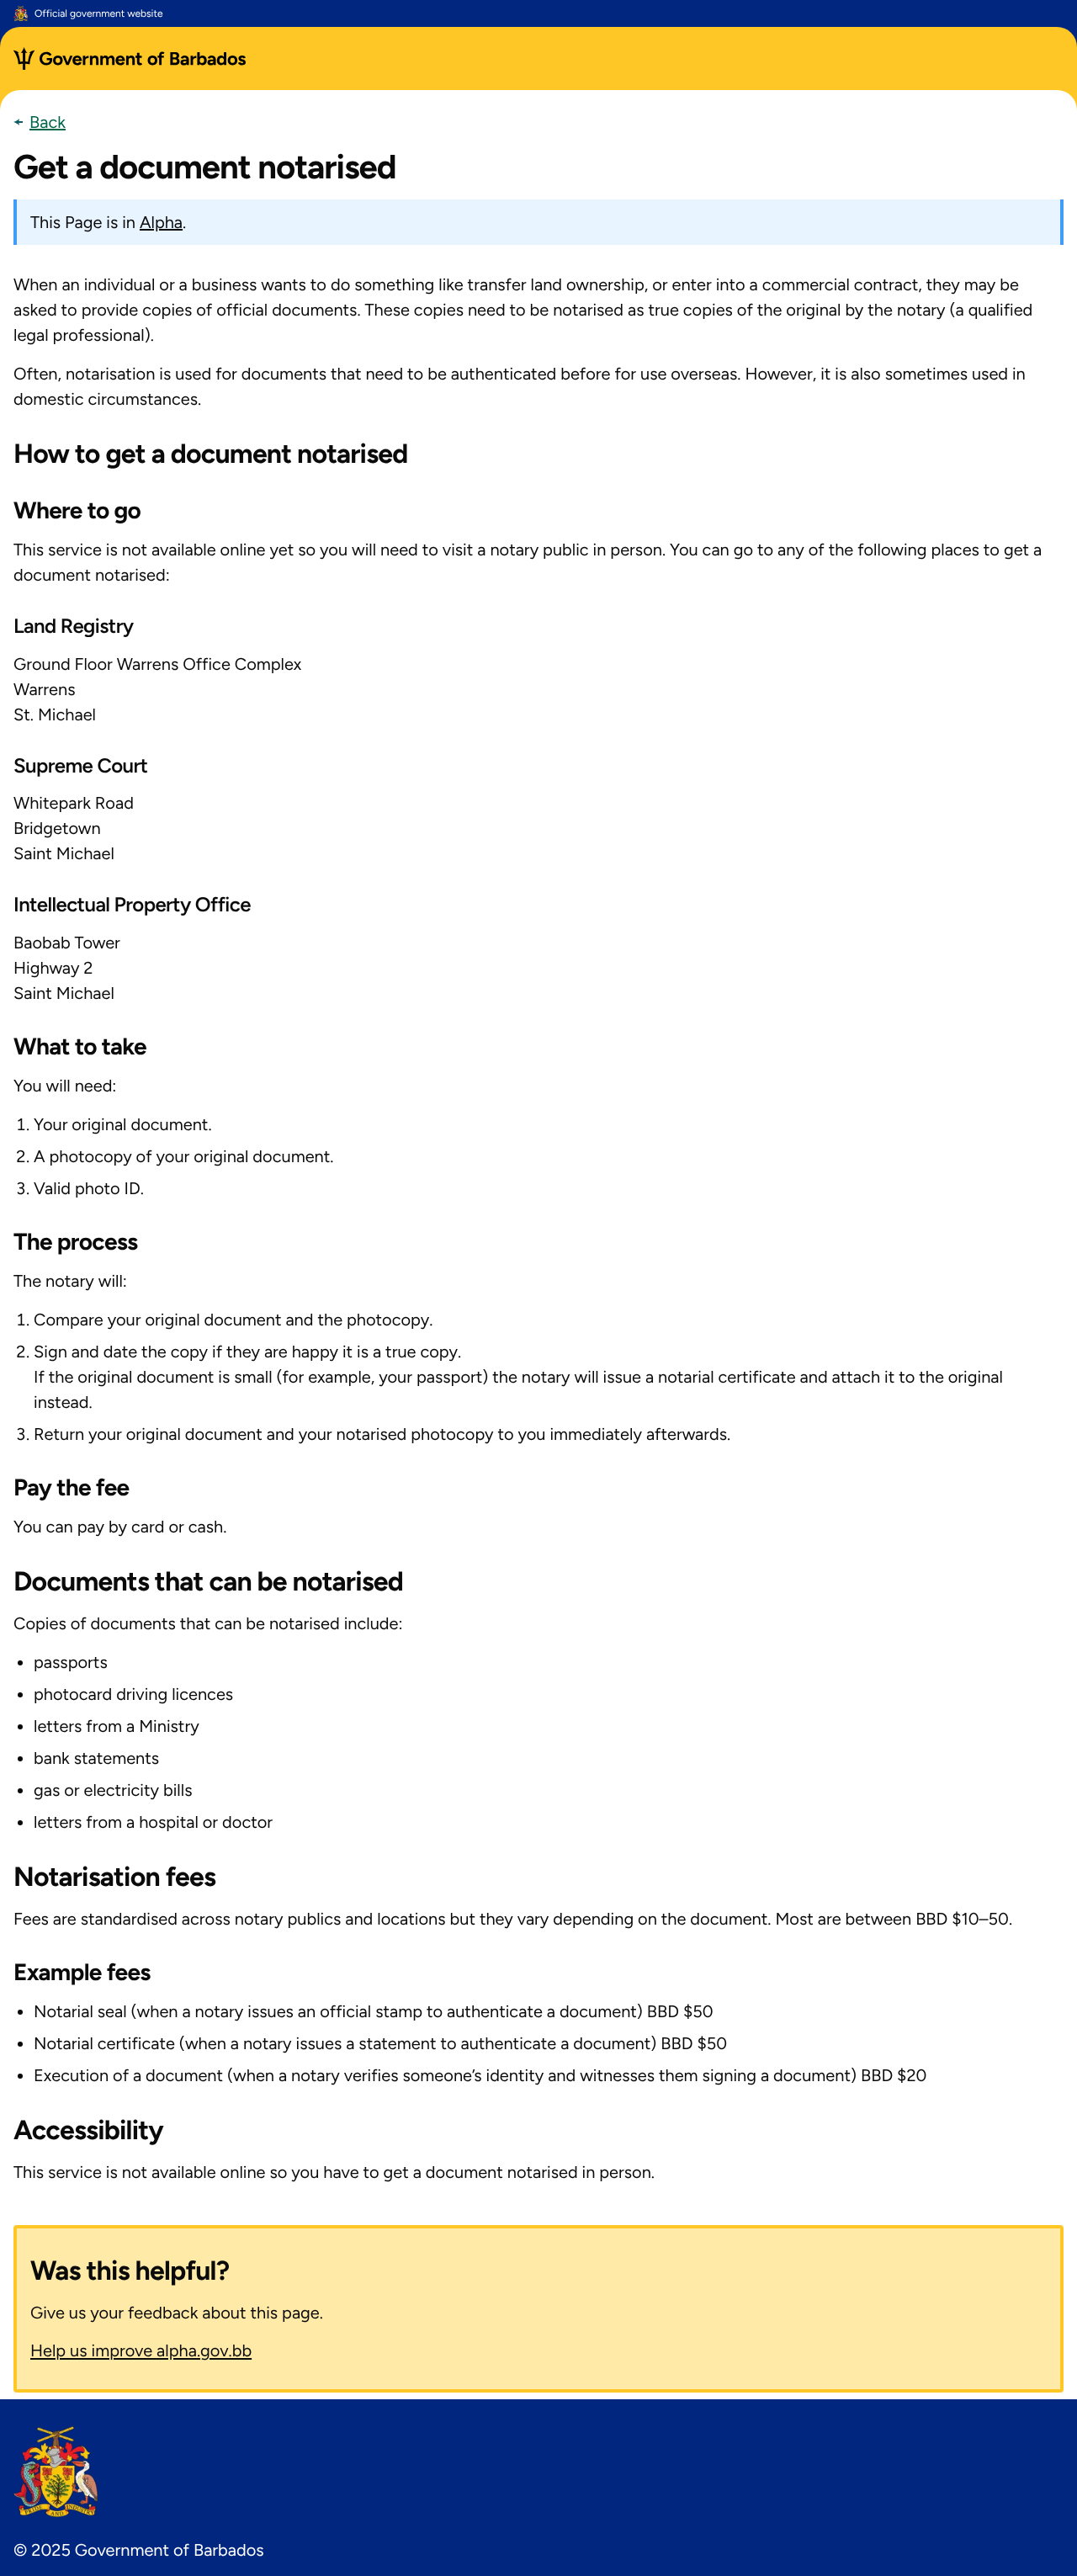 Official government website
Government of Barbados
Back
Get a document notarised
This Page is in Alpha.
When an individual or a business wants to do something like transfer land ownership, or enter into a commercial contract, they may be
asked to provide copies of official documents. These copies need to be notarised as true copies of the original by the notary (a qualified
legal professional).
Often, notarisation is used for documents that need to be authenticated before for use overseas. However, it is also sometimes used in
domestic circumstances.
How to get a document notarised
Where to go
This service is not available online yet so you will need to visit a notary public in person. You can go to any of the following places to get a
document notarised:
Land Registry
Ground Floor Warrens Office Complex
Warrens
St. Michael
Supreme Court
Whitepark Road
Bridgetown
Saint Michael
Intellectual Property Office
Baobab Tower
Highway 2
Saint Michael
What to take
You will need:
1. Your original document.
2. A photocopy of your original document.
3. Valid photo ID.
The process
The notary will:
1. Compare your original document and the photocopy.
2. Sign and date the copy if they are happy it is a true copy.
If the original document is small (for example, your passport) the notary will issue a notarial certificate and attach it to the original
instead.
3. Return your original document and your notarised photocopy to you immediately afterwards.
Pay the fee
You can pay by card or cash.
Documents that can be notarised
Copies of documents that can be notarised include:
• passports
• photocard driving licences
• letters from a Ministry
• bank statements
• gas or electricity bills
• letters from a hospital or doctor
Notarisation fees
Fees are standardised across notary publics and locations but they vary depending on the document. Most are between BBD $10–50.
Example fees
• Notarial seal (when a notary issues an official stamp to authenticate a document) BBD $50
• Notarial certificate (when a notary issues a statement to authenticate a document) BBD $50
• Execution of a document (when a notary verifies someone’s identity and witnesses them signing a document) BBD $20
Accessibility
This service is not available online so you have to get a document notarised in person.
Was this helpful?
Give us your feedback about this page.
Help us improve alpha.gov.bb
PRIDE AND INDUSTRY
© 2025 Government of Barbados